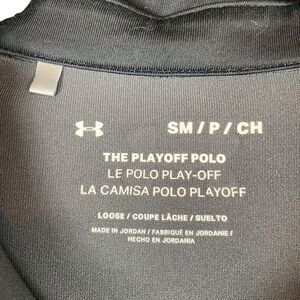 SM / P / CH
THE PLAYOFF POLO
LE POLO PLAY-OFF
LA CAMISA POLO PLAYOFF
LOOSE / COUPE LÂCHE / SUELTO
MADE IN JORDAN / FABRIQUÉ EN JORDANIE /
HECHO EN JORDANIA